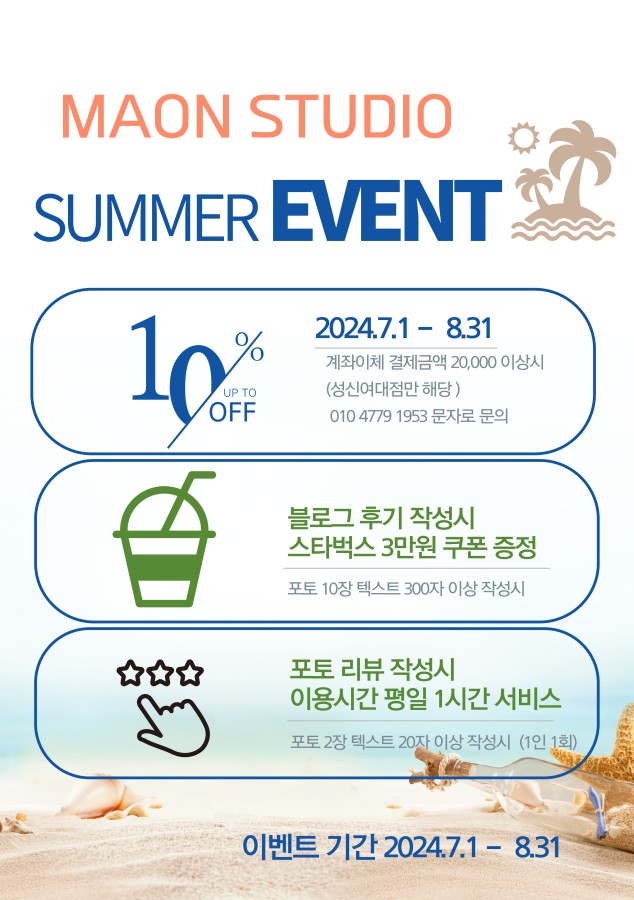 MAON STUDIO
SUMMER EVENT
10%
UP TO
OFF
2024.7.1 - 8.31
계좌이체 결제금액 20,000 이상시
(성신여대점만 해당 )
010 4779 1953 문자로 문의
블로그 후기 작성시
스타벅스 3만원 쿠폰 증정
포토 10장 텍스트 300자 이상 작성시
포토 리뷰 작성시
이용시간 평일 1시간 서비스
포토 2장 텍스트 20자 이상 작성시 (1인 1회)
이벤트 기간 2024.7.1 - 8.31